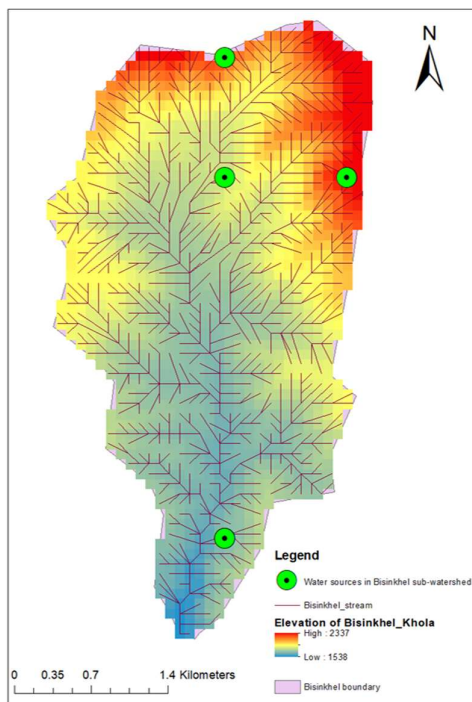 N
Legend
Water sources in Bisinkhel sub-watershed
Bisinkhel_stream
Elevation of Bisinkhel_Khola
High : 2337
Low : 1538
Bisinkhel boundary
0 0.35 0.7 1.4 Kilometers